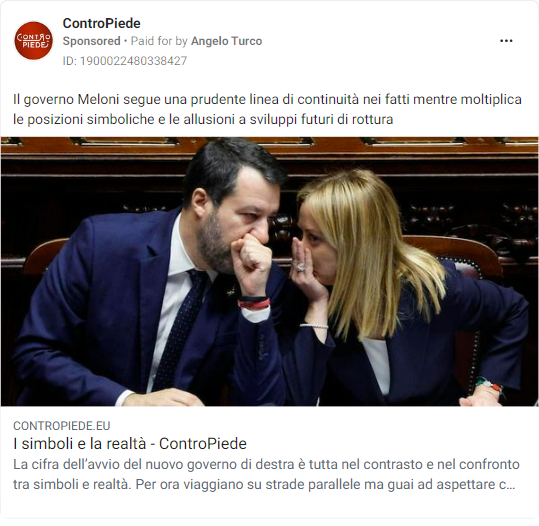 CONTRO
PIEDE
ControPiede
Sponsored • Paid for by Angelo Turco
ID: 1900022480338427
Il governo Meloni segue una prudente linea di continuità nei fatti mentre moltiplica
le posizioni simboliche e le allusioni a sviluppi futuri di rottura
CONTROPIEDE.EU
I simboli e la realtà - ControPiede
La cifra dell’avvio del nuovo governo di destra è tutta nel contrasto e nel confronto
tra simboli e realtà. Per ora viaggiano su strade parallele ma guai ad aspettare c...